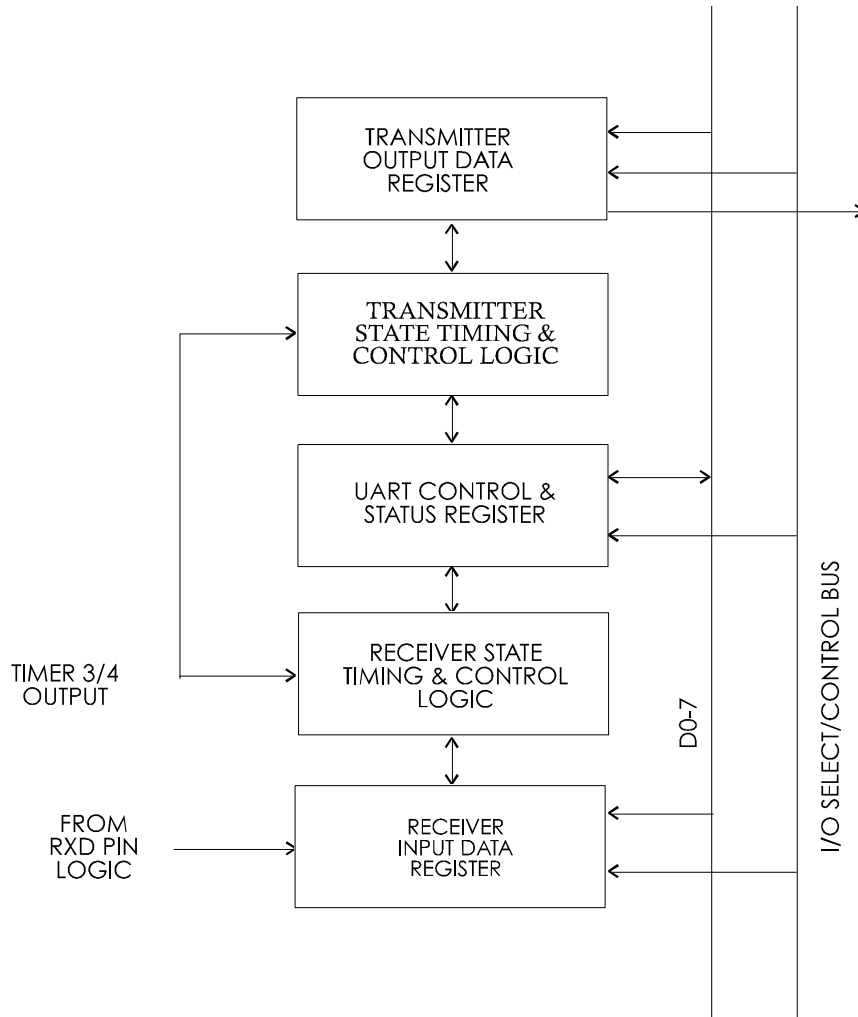 TRANSMITTER
OUTPUT DATA
REGISTER
TRANSMITTER
STATE TIMING &
CONTROL LOGIC
UART CONTROL &
STATUS REGISTER
RECEIVER STATE
TIMING & CONTROL
LOGIC
TIMER 3/4
OUTPUT
D0-7
I/O SELECT/CONTROL BUS
FROM
RXD PIN
LOGIC
RECEIVER
INPUT DATA
REGISTER